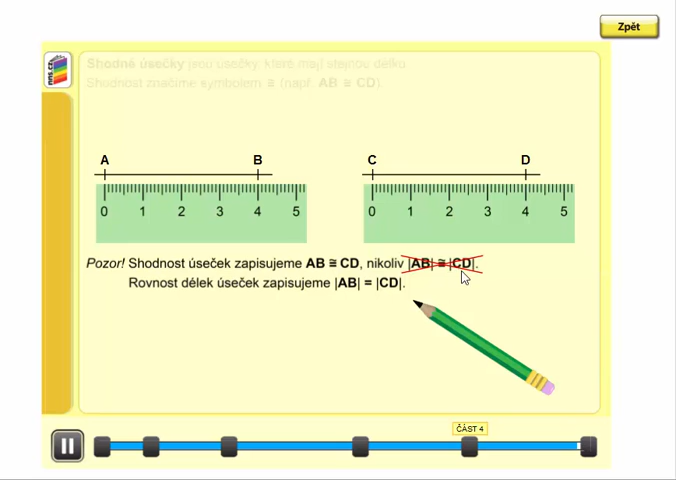 Zpět
nns.cz
Shodné úsečky jsou úsečky, které mají stejnou délku.
Shodnost značíme symbolem ≅ (např. AB ≅ CD).
A B C D
0 1 2 3 4 5 0 1 2 3 4 5
Pozor! Shodnost úseček zapisujeme AB ≅ CD, nikoliv |AB| ≅ |CD|.
Rovnost délek úseček zapisujeme |AB| = |CD|.
ČÁST 4